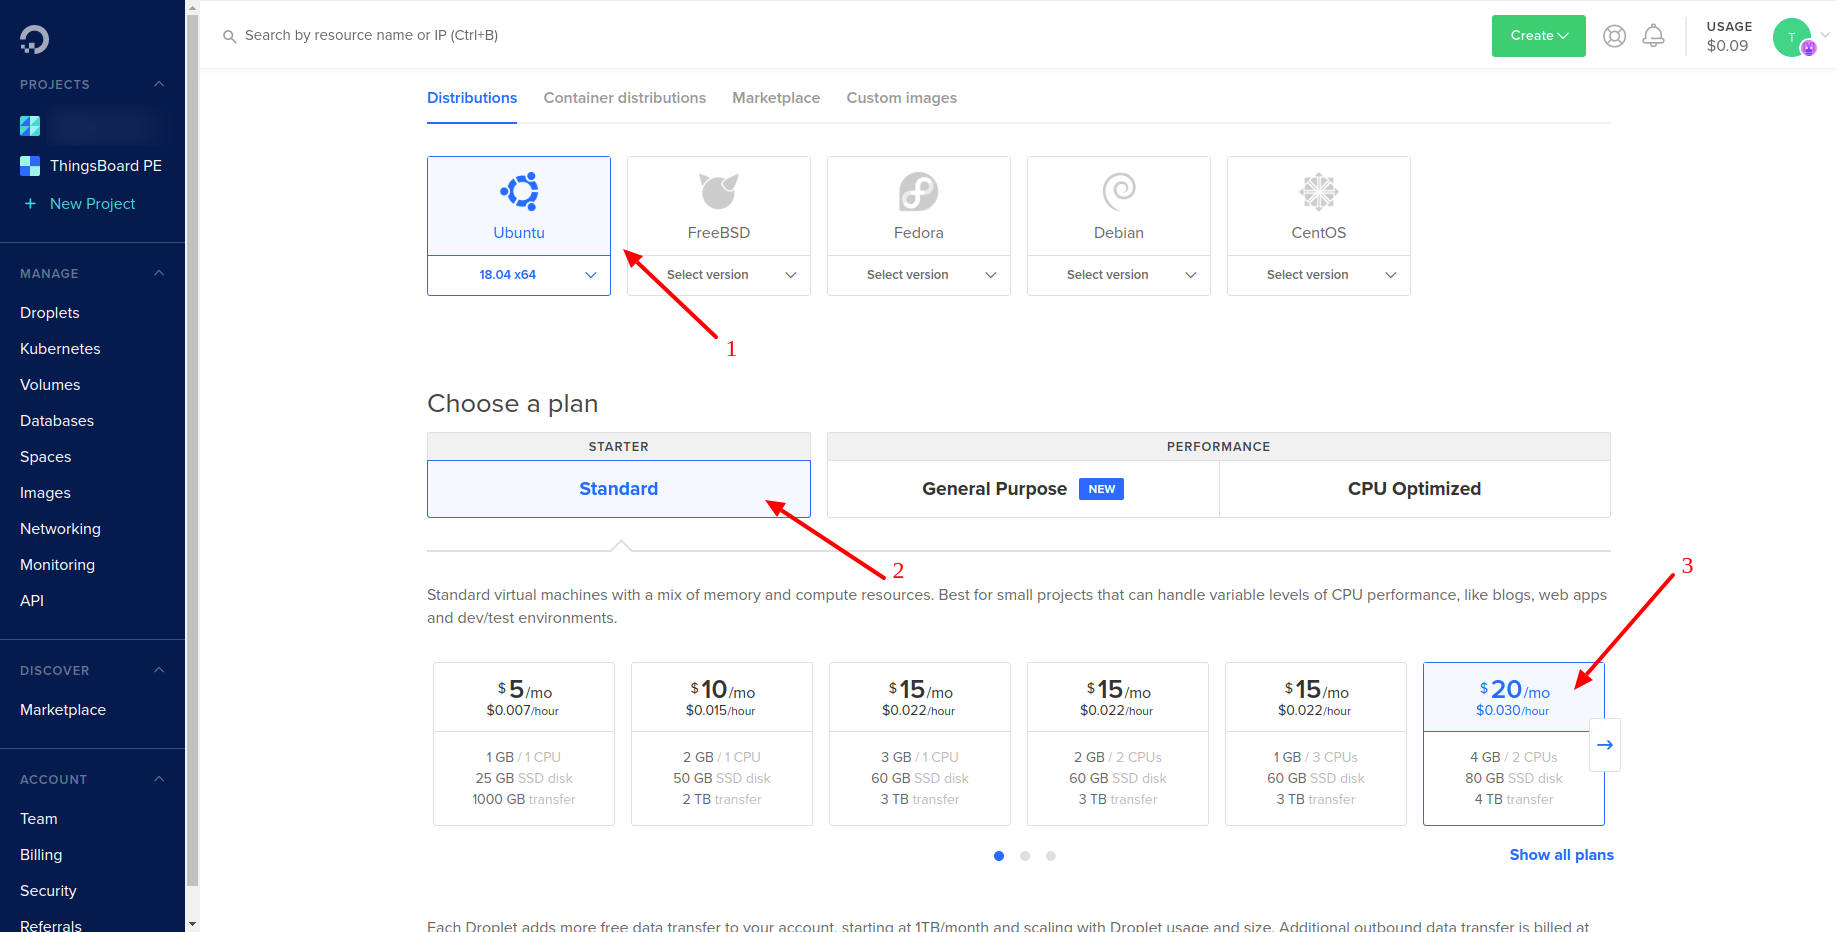 Search by resource name or IP (Ctrl+B)
Create
USAGE
$0.09
T
PROJECTS
ThingsBoard PE
+ New Project
MANAGE
Droplets
Kubernetes
Volumes
Databases
Spaces
Images
Networking
Monitoring
API
DISCOVER
Marketplace
ACCOUNT
Team
Billing
Security
Referrals
Distributions Container distributions Marketplace Custom images
Ubuntu FreeBSD Fedora Debian CentOS
18.04 x64 Select version Select version Select version Select version
1
Choose a plan
STARTER PERFORMANCE
Standard General Purpose NEW CPU Optimized
2
3
Standard virtual machines with a mix of memory and compute resources. Best for small projects that can handle variable levels of CPU performance, like blogs, web apps
and dev/test environments.
$5/mo
$0.007/hour
1 GB / 1 CPU
25 GB SSD disk
1000 GB transfer
$10/mo
$0.015/hour
2 GB / 1 CPU
50 GB SSD disk
2 TB transfer
$15/mo
$0.022/hour
3 GB / 1 CPU
60 GB SSD disk
3 TB transfer
$15/mo
$0.022/hour
2 GB / 2 CPUs
60 GB SSD disk
3 TB transfer
$15/mo
$0.022/hour
1 GB / 3 CPUs
60 GB SSD disk
3 TB transfer
$20/mo
$0.030/hour
4 GB / 2 CPUs
80 GB SSD disk
4 TB transfer
Show all plans
Each Droplet adds more free data transfer to your account, starting at 1TB/month and scaling with Droplet usage and size. Additional outbound data transfer is billed at